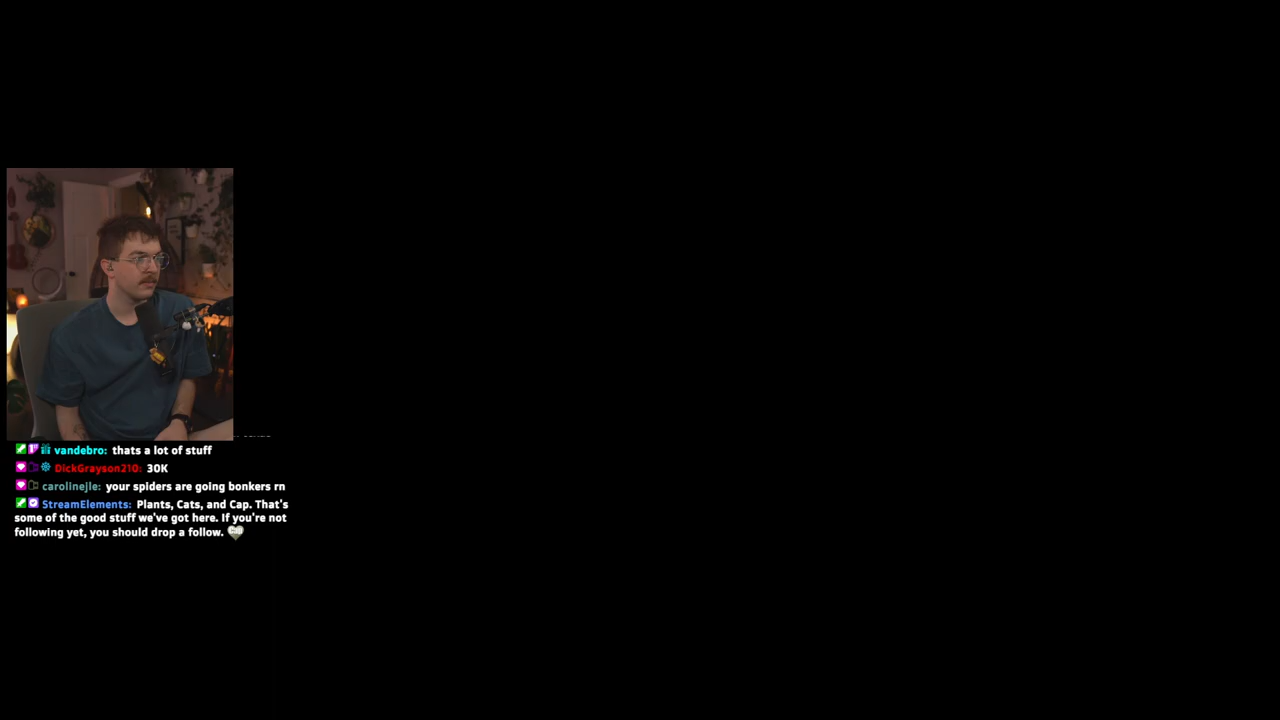 vandebro: thats a lot of stuff
DickGrayson210: 30K
carolinejle: your spiders are going bonkers rn
StreamElements: Plants, Cats, and Cap. That's
some of the good stuff we've got here. If you're not
following yet, you should drop a follow.